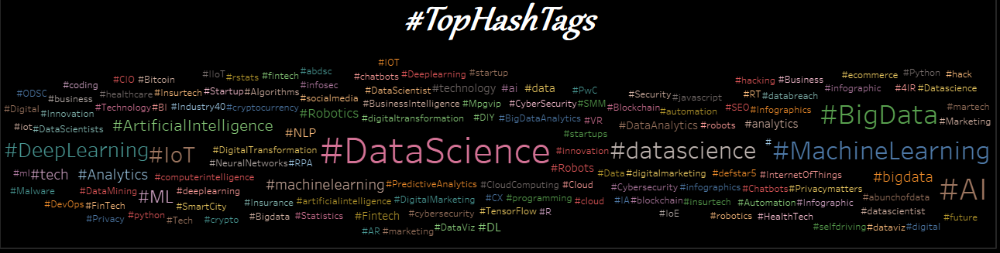 #TopHashTags
#IOT
#coding #CIO #Bitcoin #IIoT #rstats #fintech #abdsc #chatbots #Deeplearning #startup #hacking #Business #ecommerce #Python #hack
#ODSC #business #healthcare #Insurtech #Startup #Algorithms #infosec #DataScientist #technology #ai #data #PwC #Security #javascript #RT #databreach #infographic #4IR #Datascience
#Digital #Innovation #Technology #BI #Industry40 #cryptocurrency #socialmedia #BusinessIntelligence #Mpgvip #CyberSecurity #SMM #Blockchain #automation #SEO #Infographics #martech
#iot #DataScientists #ArtificialIntelligence #Robotics #digitaltransformation #DIY #BigDataAnalytics #VR #DataAnalytics #robots #analytics #BigData #Marketing
#NLP #startups
#DeepLearning #IoT #DigitalTransformation #DataScience #innovation #datascience # #MachineLearning
#NeuralNetworks #RPA
#ml #tech #Analytics #computerintelligence #Robots #Data #digitalmarketing #defstar5 #InternetOfThings #bigdata #AI
#Malware #DataMining #ML #deeplearning #machinelearning #PredictiveAnalytics #CloudComputing #Cloud #Cybersecurity #infographics #Chatbots #Privacymatters
#DevOps #FinTech #SmartCity #Insurance #artificialintelligence #DigitalMarketing #CX #programming #cloud #IA #blockchain #insurtech #Automation #Infographic #abunchofdata
#Privacy #python #Tech #crypto #Bigdata #Statistics #Fintech #cybersecurity #TensorFlow #R #IoE #robotics #HealthTech #datascientist #future
#AR #marketing #DataViz #DL #selfdriving #dataviz #digital